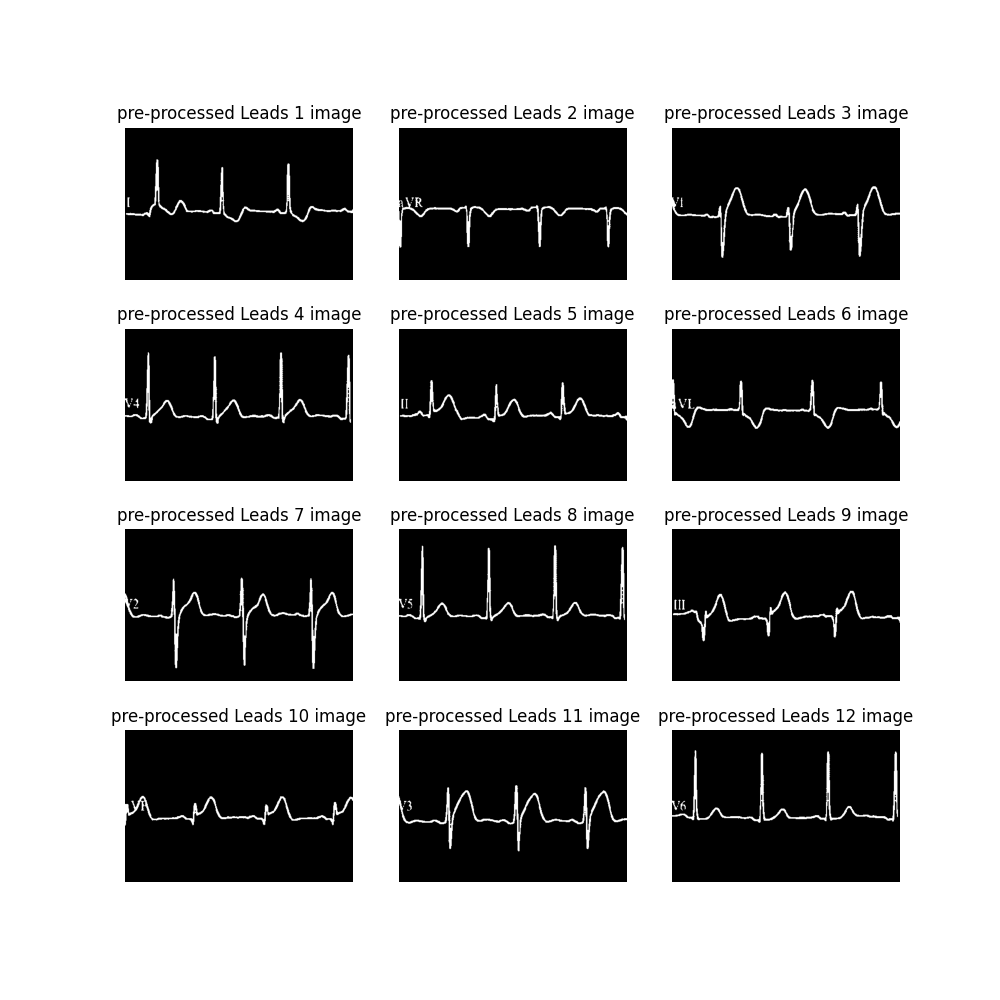 pre-processed Leads 1 image
pre-processed Leads 2 image
pre-processed Leads 3 image
I
aVR
V1
pre-processed Leads 4 image
pre-processed Leads 5 image
pre-processed Leads 6 image
V4
II
VL
pre-processed Leads 7 image
pre-processed Leads 8 image
pre-processed Leads 9 image
V2
V5
III
pre-processed Leads 10 image
pre-processed Leads 11 image
pre-processed Leads 12 image
VF
V3
V6